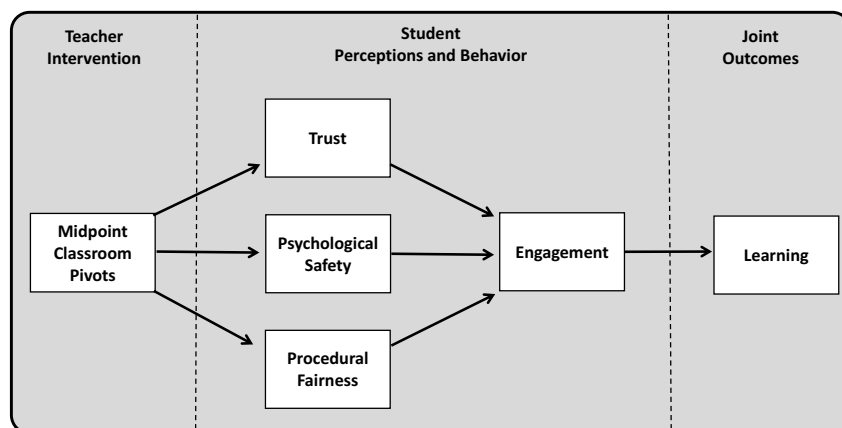 Teacher
Intervention
Student
Perceptions and Behavior
Joint
Outcomes
Trust
Midpoint
Classroom
Pivots
Psychological
Safety
Engagement
Learning
Procedural
Fairness